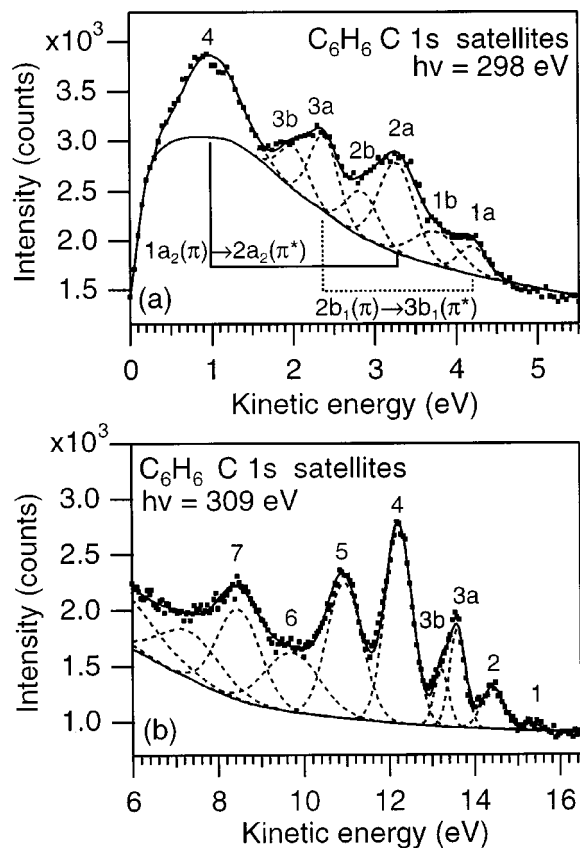 x10³
C₆H₆ C 1s satellites
hν = 298 eV
4
3b
3a
2b
2a
1b
1a
3.5
3.0
2.5
2.0
1.5
Intensity (counts)
1a₂(π)→2a₂(π*)
2b₁(π)→3b₁(π*)
(a)
0 1 2 3 4 5
Kinetic energy (eV)
x10³
C₆H₆ C 1s satellites
hν = 309 eV
4
5
7
6
3b
3a
2
1
3.0
2.5
2.0
1.5
1.0
Intensity (counts)
(b)
6 8 10 12 14 16
Kinetic energy (eV)